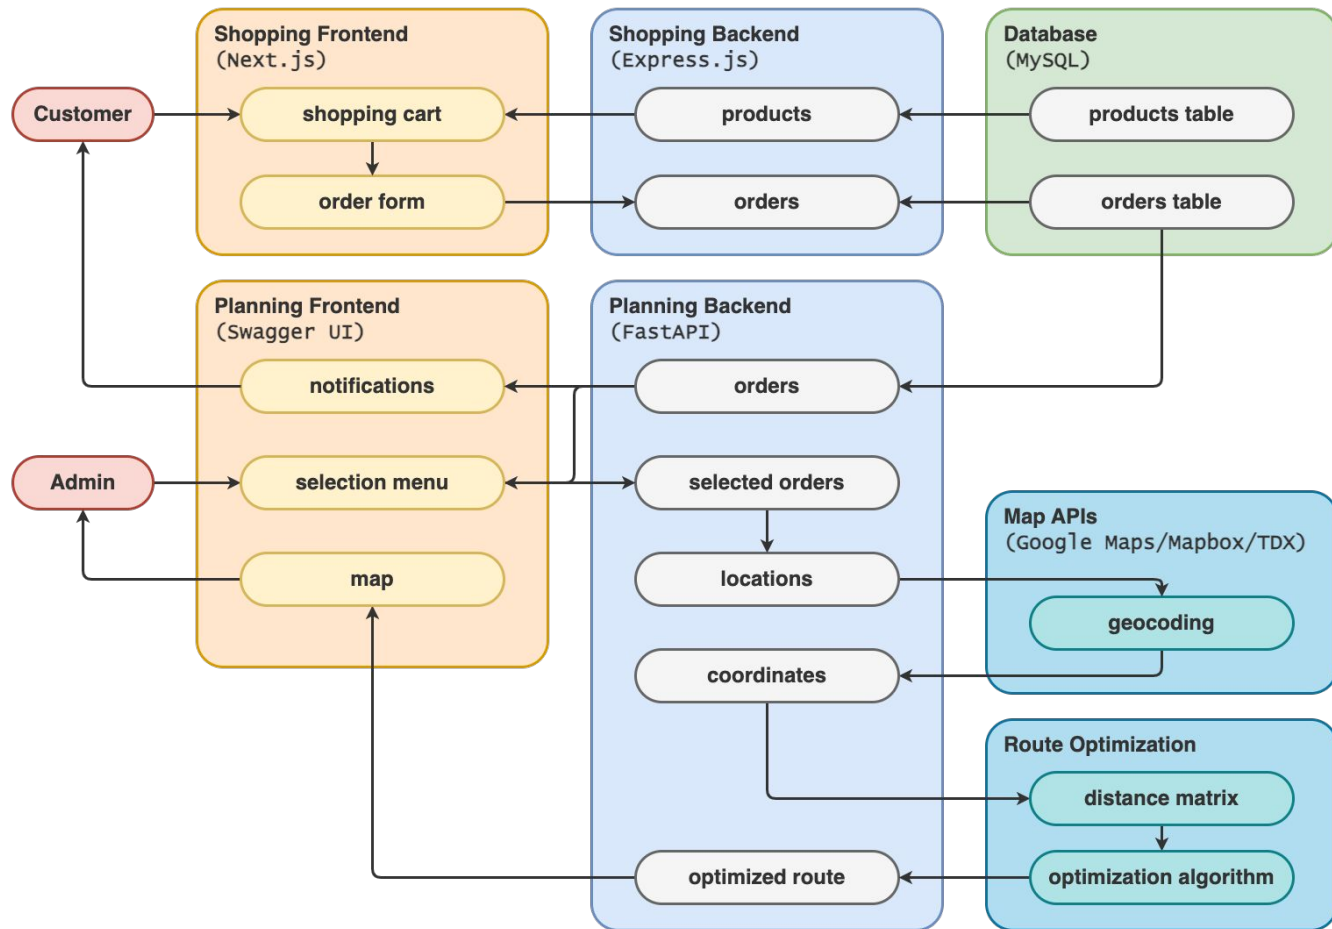 Shopping Frontend
(Next.js)
Shopping Backend
(Express.js)
Database
(MySQL)
Customer
shopping cart
products
products table
order form
orders
orders table
Planning Frontend
(Swagger UI)
Planning Backend
(FastAPI)
notifications
orders
Admin
selection menu
selected orders
Map APIs
(Google Maps/Mapbox/TDX)
map
locations
geocoding
coordinates
Route Optimization
distance matrix
optimized route
optimization algorithm